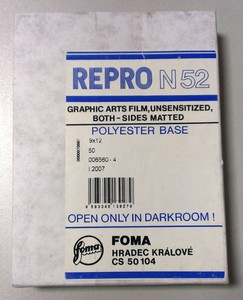 REPRO N 52
GRAPHIC ARTS FILM, UNSENSITIZED,
BOTH - SIDES MATTED
POLYESTER BASE
9x12
50
006560 - 4
I 2007
OPEN ONLY IN DARKROOM !
foma
FOMA
HRADEC KRÁLOVÉ
CS 50 104